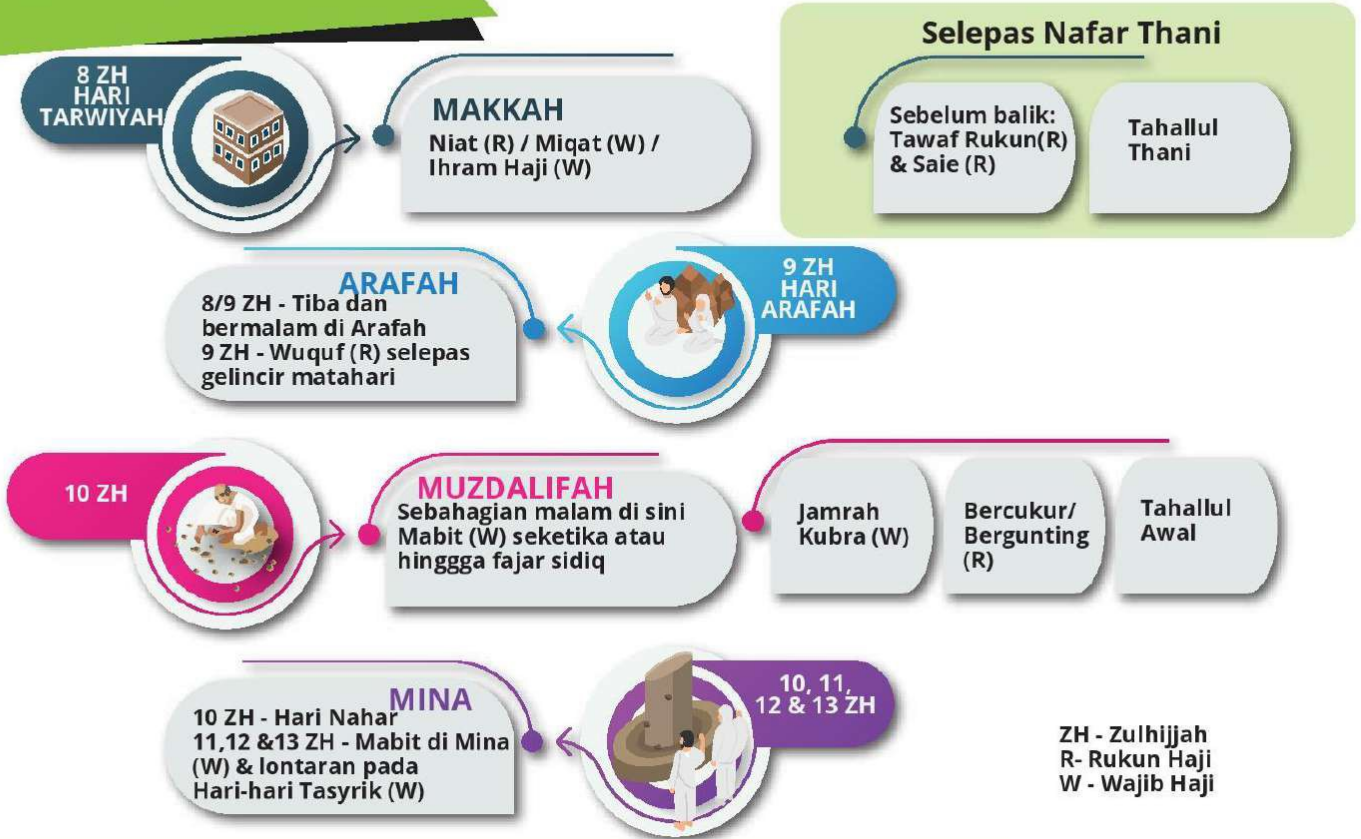 8 ZH
HARI
TARWIYAH
MAKKAH
Niat (R) / Miqat (W) /
Ihram Haji (W)
Selepas Nafar Thani
Sebelum balik:
Tawaf Rukun(R)
& Saie (R)
Tahallul
Thani
9 ZH
HARI
ARAFAH
ARAFAH
8/9 ZH - Tiba dan
bermalam di Arafah
9 ZH - Wuquf (R) selepas
gelincir matahari
10 ZH
MUZDALIFAH
Sebahagian malam di sini
Mabit (W) seketika atau
hinggga fajar sidiq
Jamrah
Kubra (W)
Bercukur/
Bergunting
(R)
Tahallul
Awal
10, 11,
12 & 13 ZH
MINA
10 ZH - Hari Nahar
11,12 &13 ZH - Mabit di Mina
(W) & lontaran pada
Hari-hari Tasyrik (W)
ZH - Zulhijjah
R- Rukun Haji
W - Wajib Haji